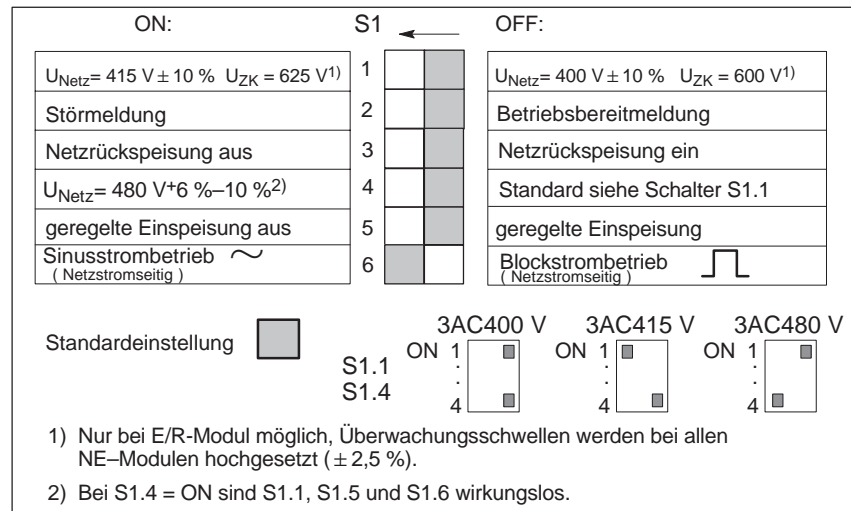 ON: S1 OFF:
U_Netz= 415 V ± 10 % U_ZK = 625 V1) 1 U_Netz= 400 V ± 10 % U_ZK = 600 V1)
Störmeldung 2 Betriebsbereitmeldung
Netzrückspeisung aus 3 Netzrückspeisung ein
U_Netz= 480 V+6 %–10 %2) 4 Standard siehe Schalter S1.1
geregelte Einspeisung aus 5 geregelte Einspeisung
Sinusstrombetrieb 6 Blockstrombetrieb
( Netzstromseitig ) ( Netzstromseitig )
3AC400 V 3AC415 V 3AC480 V
Standardeinstellung ON 1 ON 1 ON 1
S1.1 . . .
S1.4 . . .
4 4 4
1) Nur bei E/R-Modul möglich, Überwachungsschwellen werden bei allen
NE–Modulen hochgesetzt ( ± 2,5 %).
2) Bei S1.4 = ON sind S1.1, S1.5 und S1.6 wirkungslos.